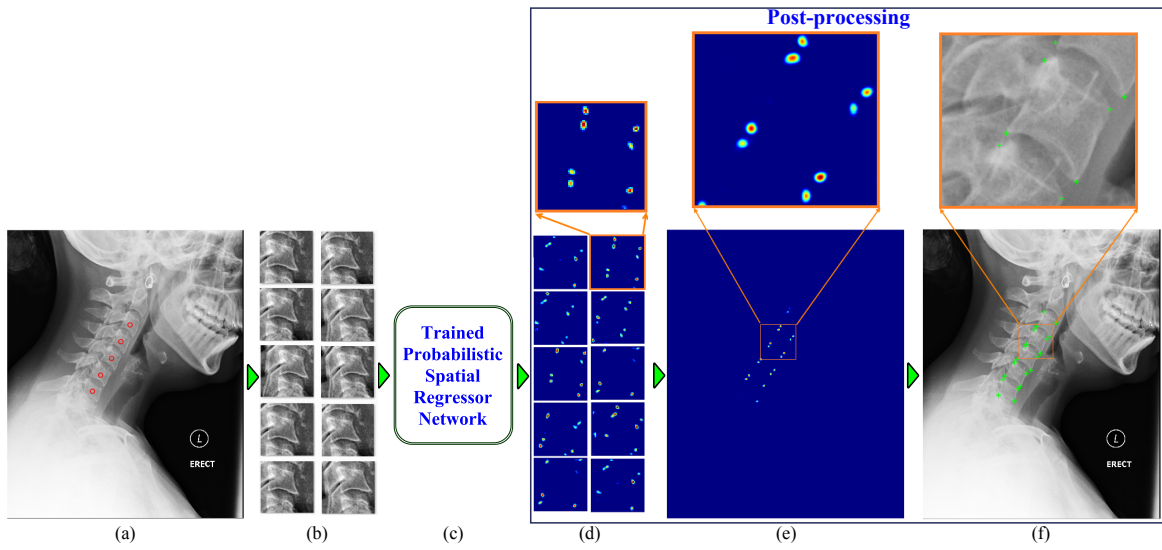 Post-processing
Trained
Probabilistic
Spatial
Regressor
Network
L
ERECT
L
ERECT
(a)
(b)
(c)
(d)
(e)
(f)